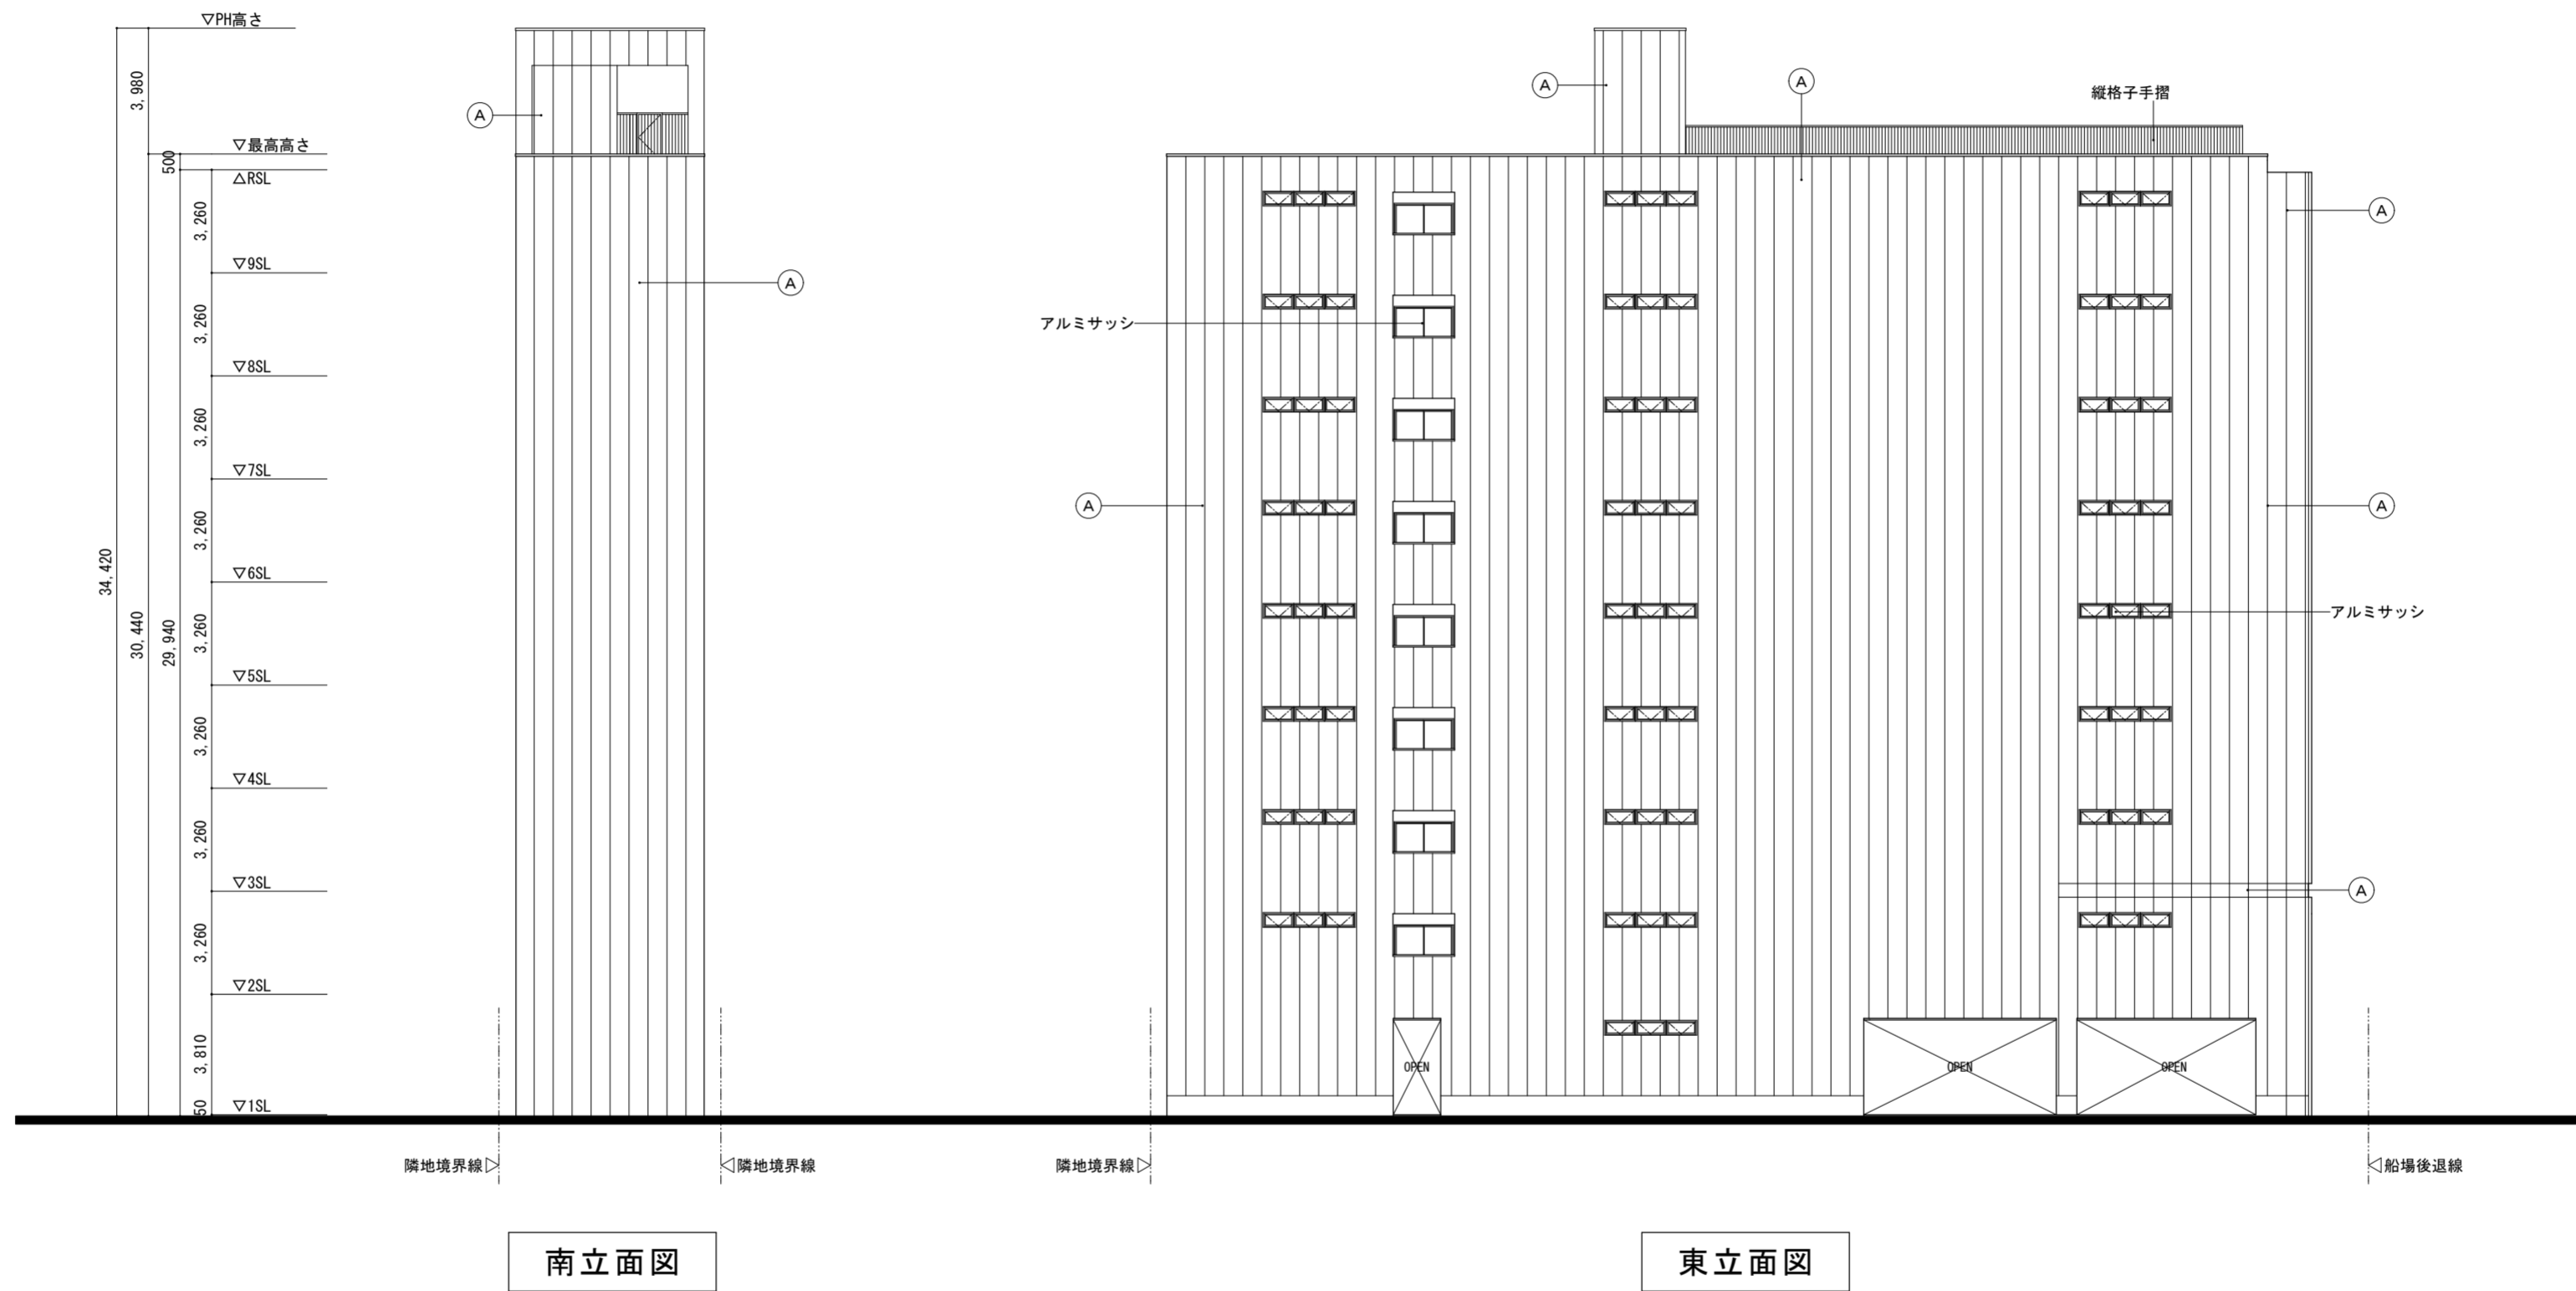 ▽PH高さ
3,980
▽最高高さ
500
△RSL
3,260
▽9SL
3,260
▽8SL
3,260
▽7SL
3,260
▽6SL
3,260
▽5SL
3,260
▽4SL
3,260
▽3SL
3,260
▽2SL
3,810
▽1SL
50
34,420
30,440
29,940
A
A
隣地境界線▷
◁隣地境界線
南立面図
A
A
縦格子手摺
A
アルミサッシ
A
A
アルミサッシ
A
OPEN
OPEN
OPEN
隣地境界線▷
◁船場後退線
東立面図